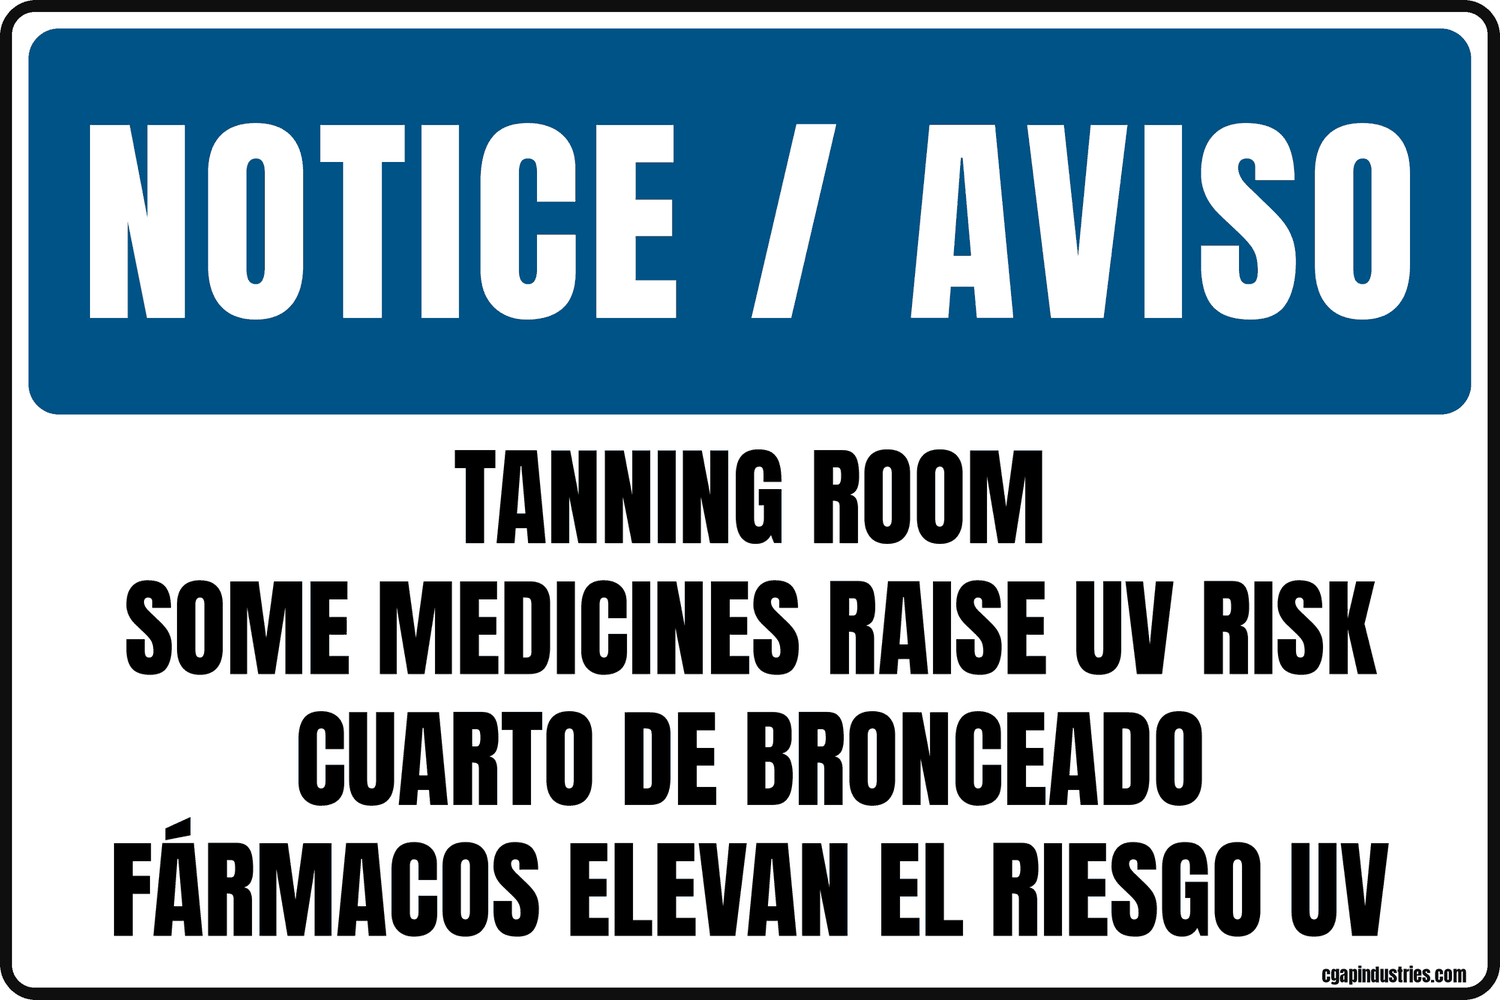 NOTICE / AVISO
TANNING ROOM
SOME MEDICINES RAISE UV RISK
CUARTO DE BRONCEADO
FÁRMACOS ELEVAN EL RIESGO UV
cgapindustries.com